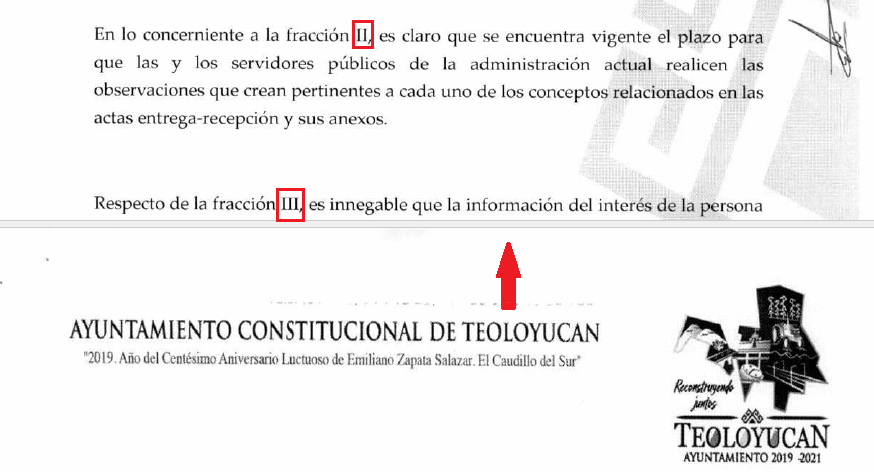 En lo concerniente a la fracción II, es claro que se encuentra vigente el plazo para
que las y los servidores públicos de la administración actual realicen las
observaciones que crean pertinentes a cada uno de los conceptos relacionados en las
actas entrega-recepción y sus anexos.
Respecto de la fracción III, es innegable que la información del interés de la persona
AYUNTAMIENTO CONSTITUCIONAL DE TEOLOYUCAN
"2019. Año del Centésimo Aniversario Luctuoso de Emiliano Zapata Salazar. El Caudillo del Sur"
Reconstruyendo
juntos
TEOLOYUCAN
AYUNTAMIENTO 2019 -2021